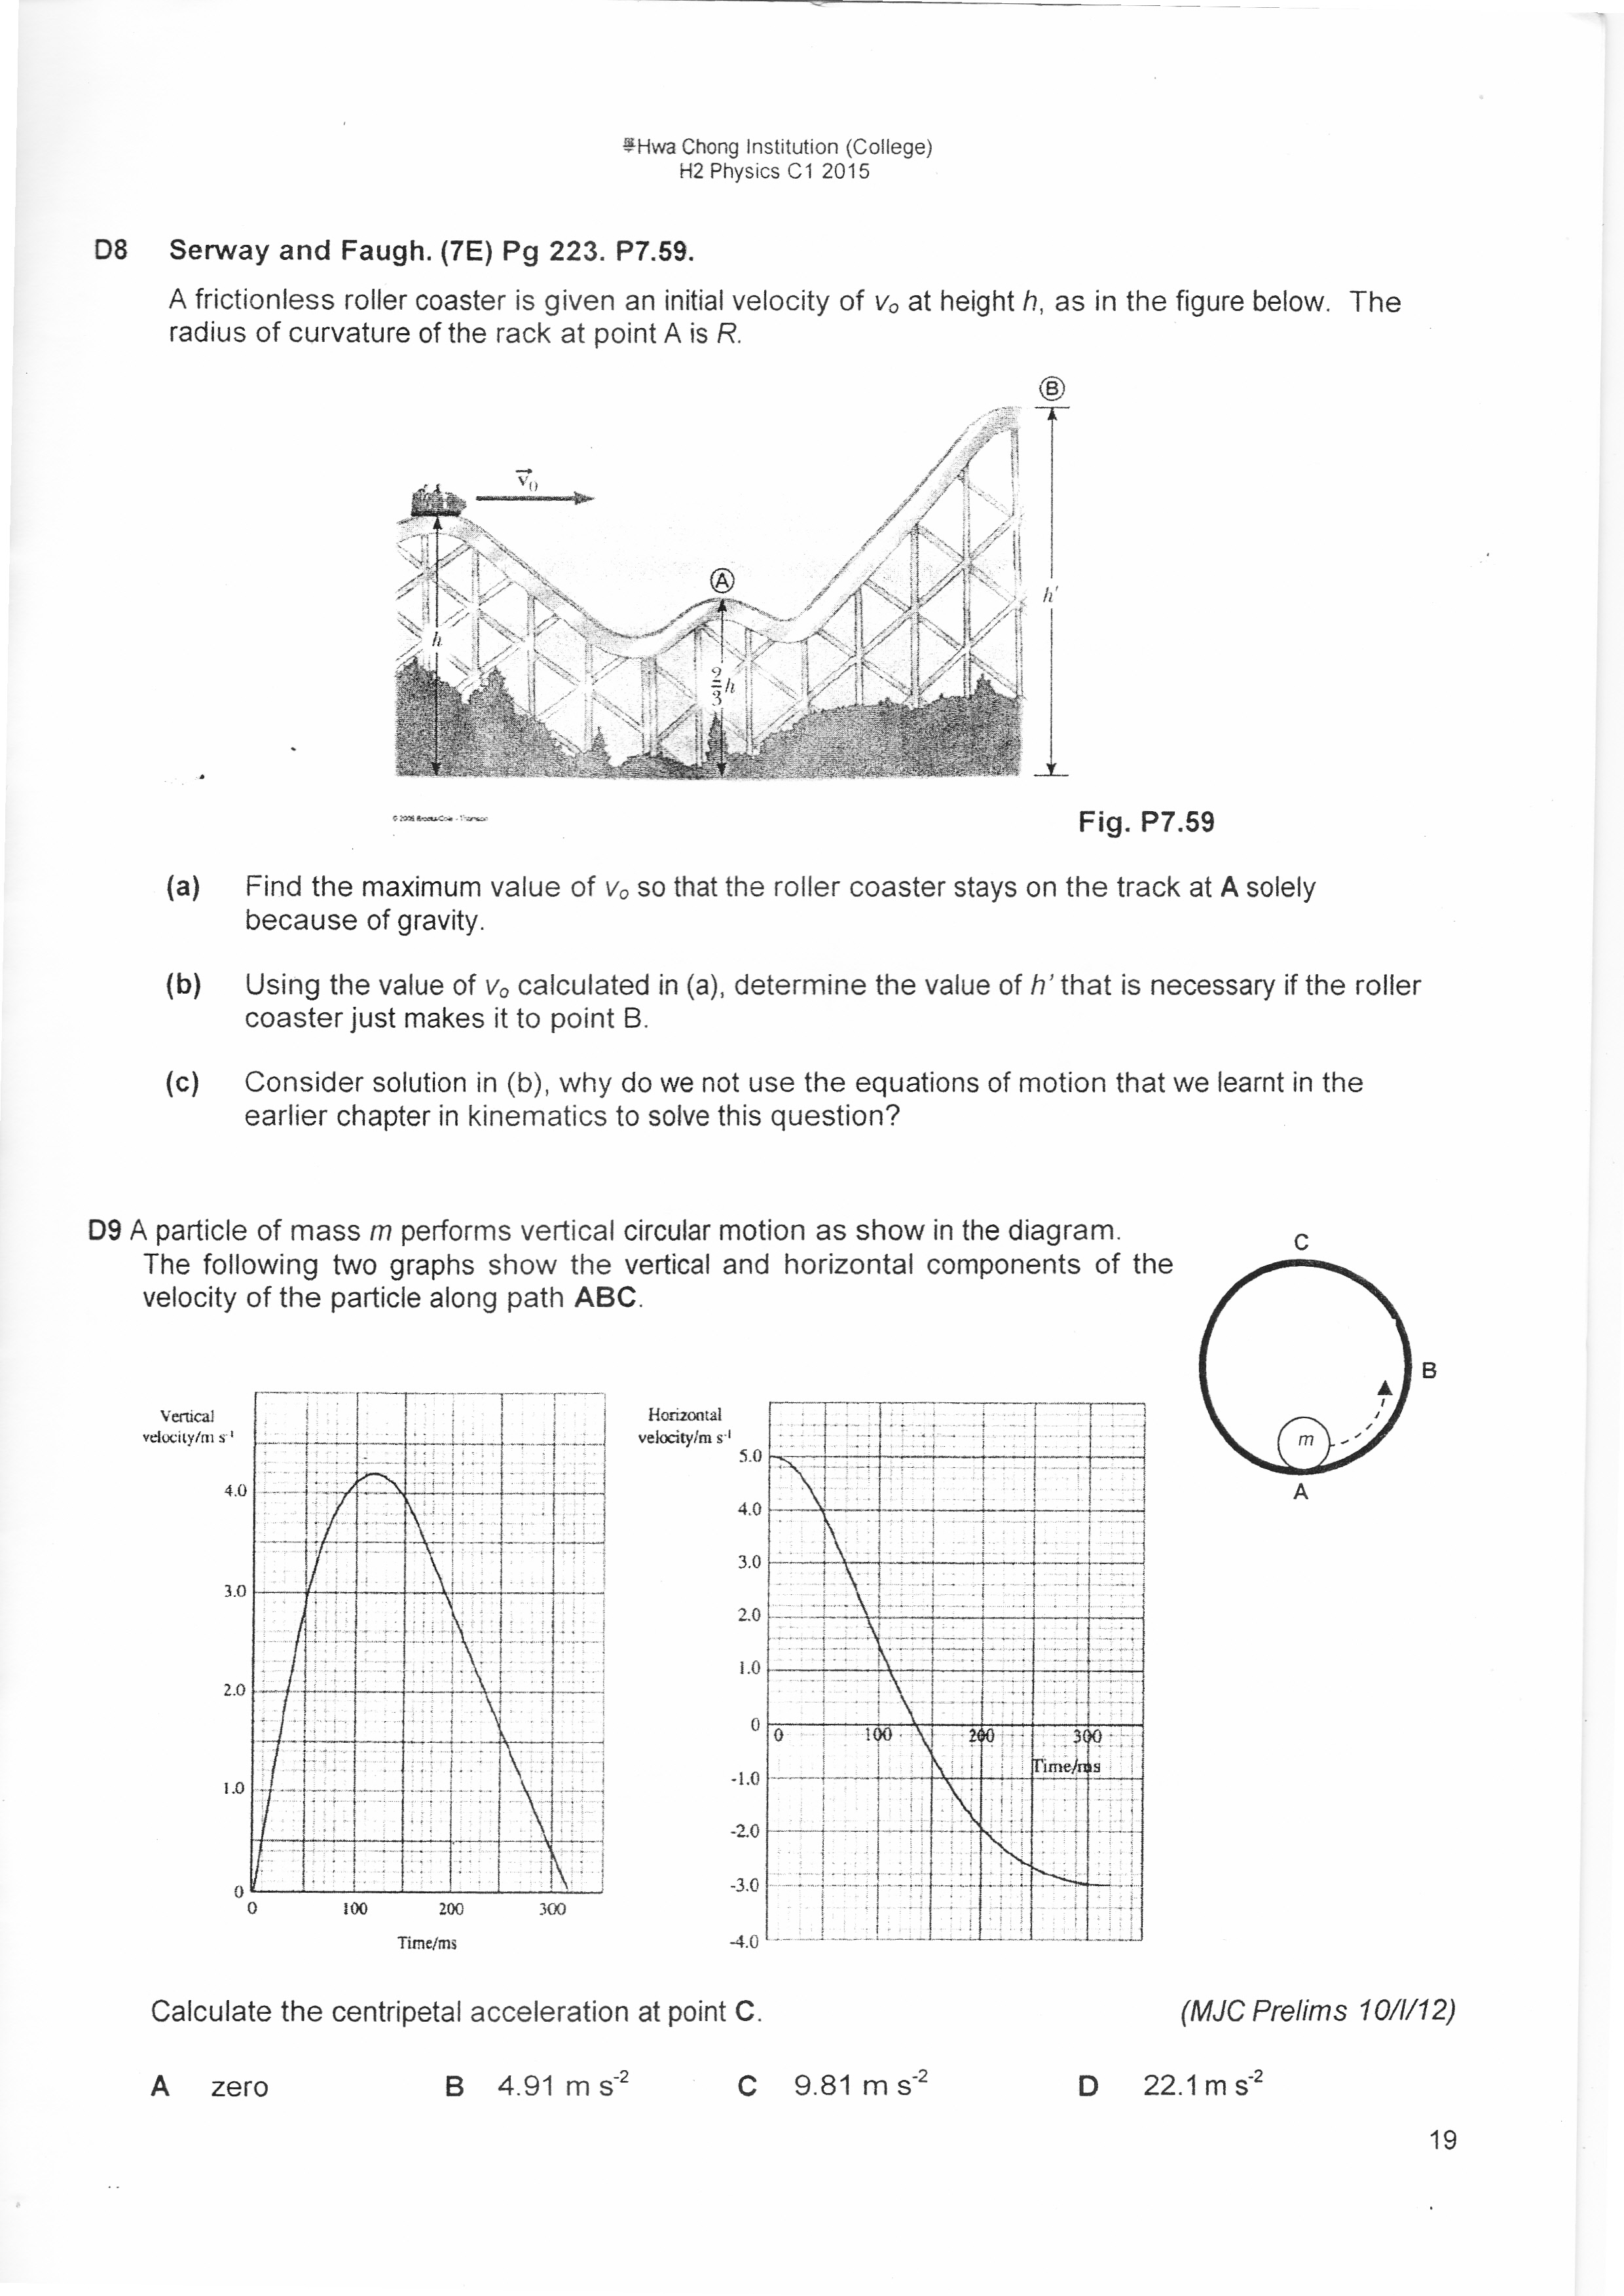 Hwa Chong Institution (College)
H2 Physics C1 2015
D8 Serway and Faugh. (7E) Pg 223. P7.59.
A frictionless roller coaster is given an initial velocity of vo at height h, as in the figure below. The
radius of curvature of the rack at point A is R.
B
v0
A
h
h'
2/3 h
© 2006 Brooks/Cole - Thomson
Fig. P7.59
(a) Find the maximum value of vo so that the roller coaster stays on the track at A solely
because of gravity.
(b) Using the value of vo calculated in (a), determine the value of h' that is necessary if the roller
coaster just makes it to point B.
(c) Consider solution in (b), why do we not use the equations of motion that we learnt in the
earlier chapter in kinematics to solve this question?
D9 A particle of mass m performs vertical circular motion as show in the diagram.
The following two graphs show the vertical and horizontal components of the
velocity of the particle along path ABC.
C
B
m
A
Vertical
velocity/m s-1
4.0
3.0
2.0
1.0
0
0 100 200 300
Time/ms
Horizontal
velocity/m s-1
5.0
4.0
3.0
2.0
1.0
0
0 100 200 300
Time/ms
-1.0
-2.0
-3.0
-4.0
Calculate the centripetal acceleration at point C. (MJC Prelims 10/I/12)
A zero B 4.91 m s-2 C 9.81 m s-2 D 22.1 m s-2
19